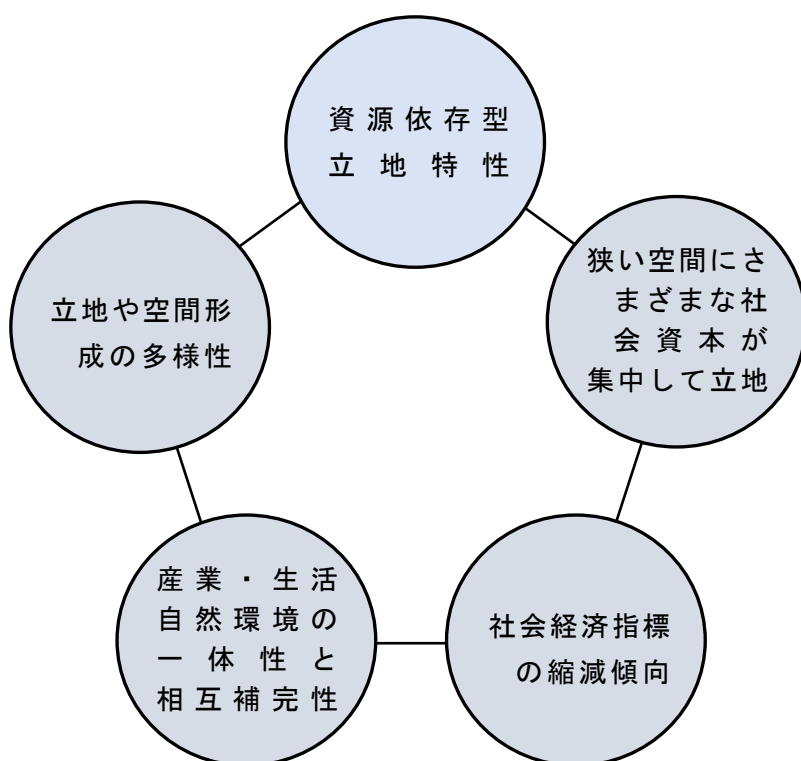 資源依存型
立地特性
狭い空間にさ
まざまな社
会資本が
集中して立地
社会経済指標
の縮減傾向
産業・生活
自然環境の
一体性と
相互補完性
立地や空間形
成の多様性